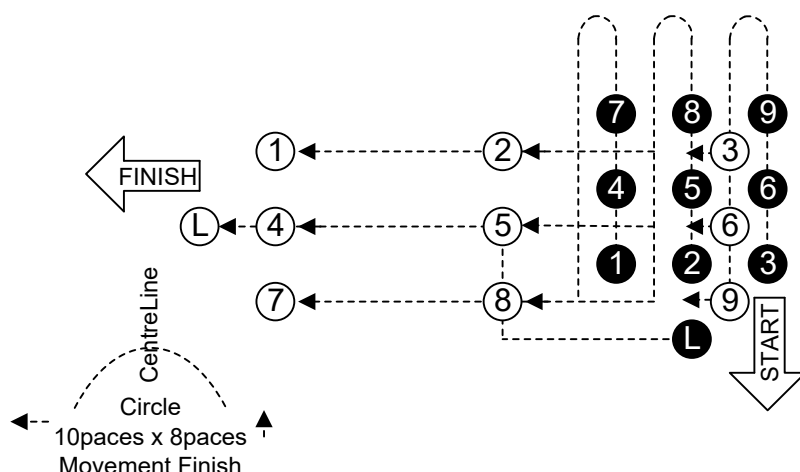 7 8 9
1 2 3
FINISH
4 5 6
L 4 5 6
1 2 3
7 8 9
L
START
CentreLine
Circle
10paces x 8paces
Movement Finish